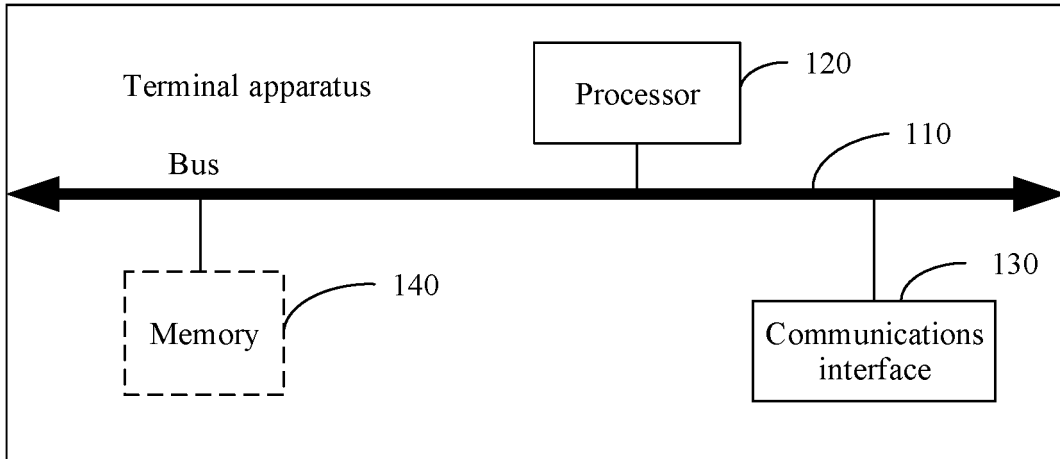 Terminal apparatus
Processor
120
110
Bus
Memory
140
130
Communications
interface